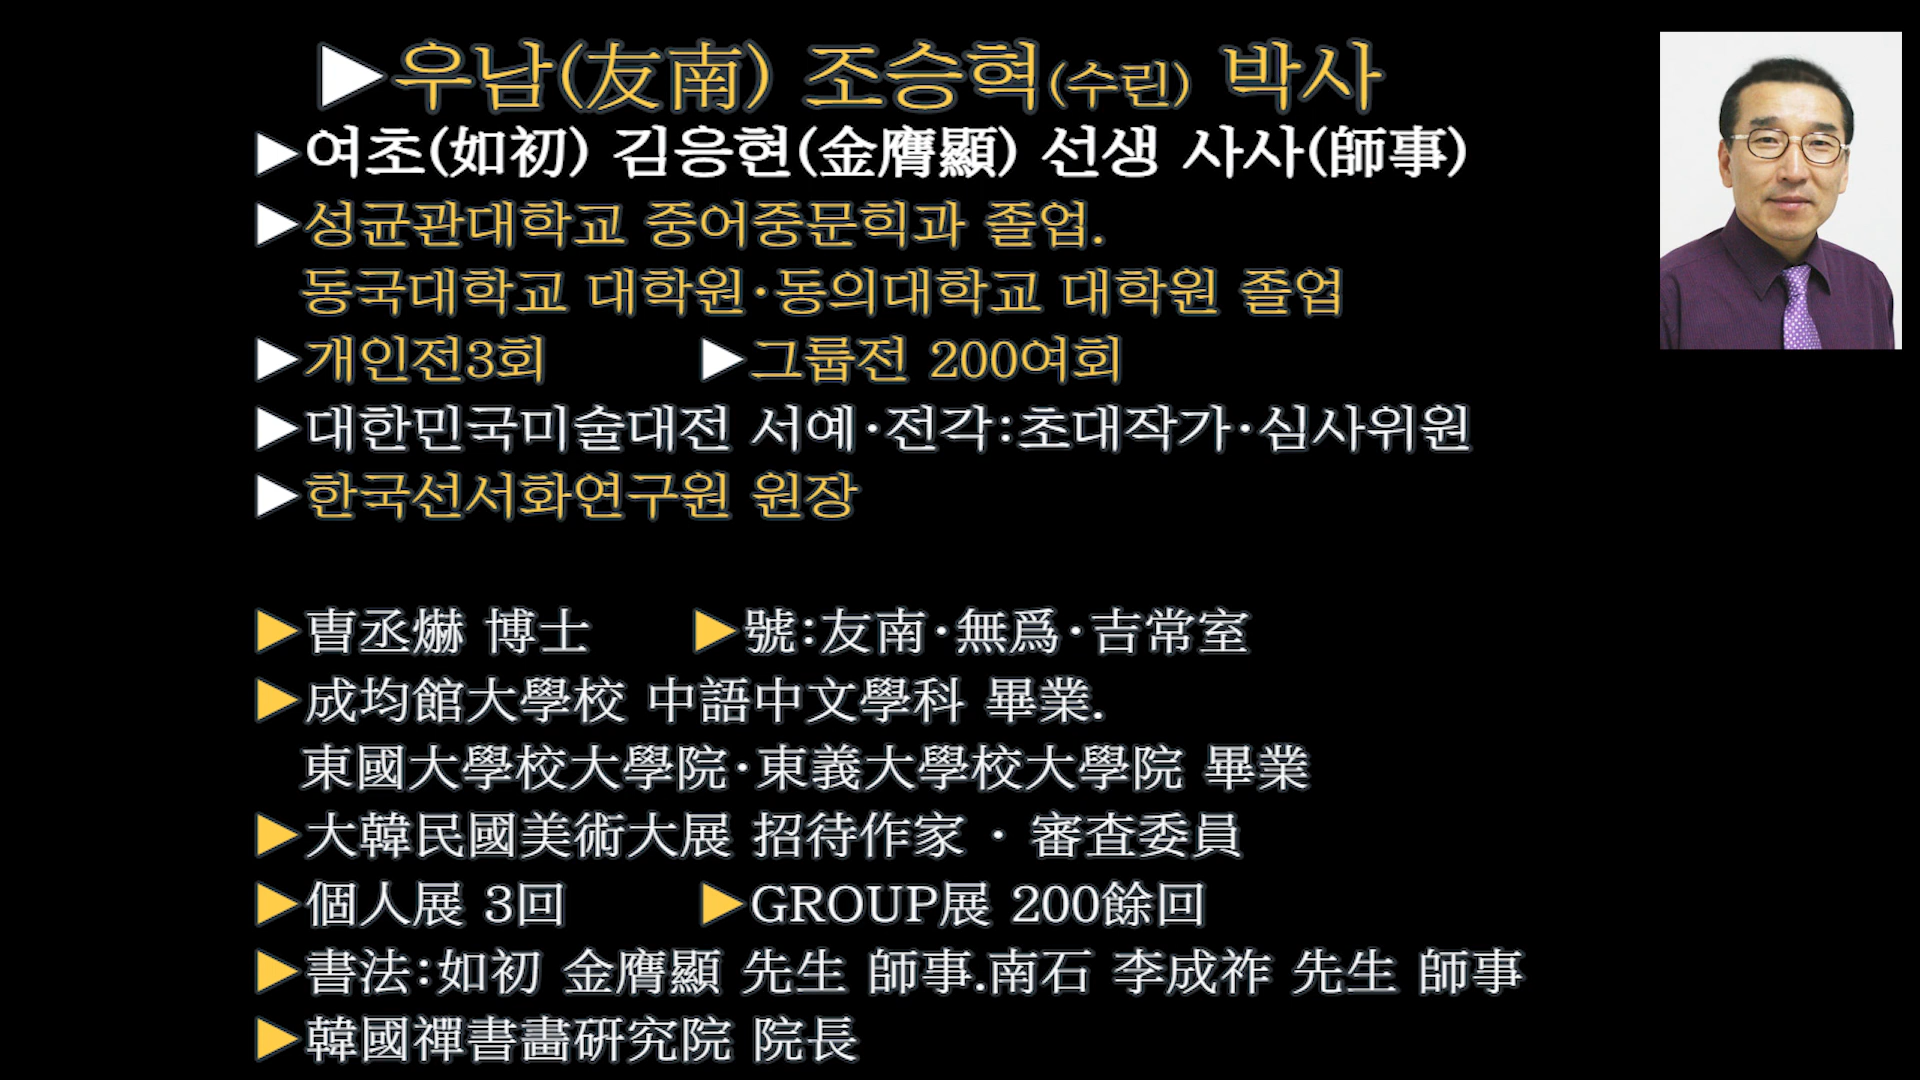 ▶우남(友南) 조승혁(수린) 박사
▶여초(如初) 김응현(金膺顯) 선생 사사(師事)
▶성균관대학교 중어중문힉과 졸업.
동국대학교 대학원·동의대학교 대학원 졸업
▶개인전3회 ▶그룹전 200여회
▶대한민국미술대전 서예·전각:초대작가·심사위원
▶한국선서화연구원 원장
▶曺丞爀 博士 ▶號:友南·無爲·吉常室
▶成均館大學校 中語中文學科 畢業.
東國大學校大學院·東義大學校大學院 畢業
▶大韓民國美術大展 招待作家 · 審査委員
▶個人展 3回 ▶GROUP展 200餘回
▶書法:如初 金膺顯 先生 師事.南石 李成祚 先生 師事
▶韓國禪書畵硏究院 院長